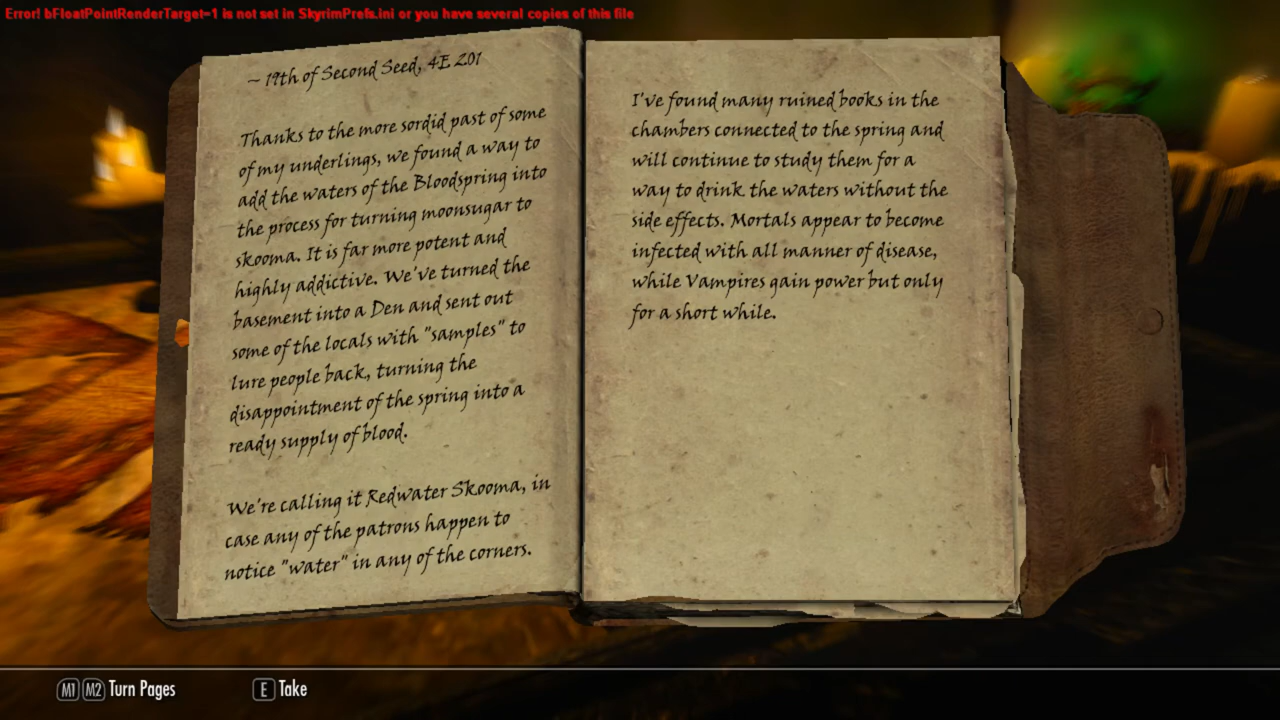 Error! bFloatPointRenderTarget=1 is not set in SkyrimPrefs.ini or you have several copies of this file
~ 19th of Second Seed, 4E 201
Thanks to the more sordid past of some
of my underlings, we found a way to
add the waters of the Bloodspring into
the process for turning moonsugar to
skooma. It is far more potent and
highly addictive. We've turned the
basement into a Den and sent out
some of the locals with "samples" to
lure people back, turning the
disappointment of the spring into a
ready supply of blood.
We're calling it Redwater Skooma, in
case any of the patrons happen to
notice "water" in any of the corners.
I've found many ruined books in the
chambers connected to the spring and
will continue to study them for a
way to drink the waters without the
side effects. Mortals appear to become
infected with all manner of disease,
while Vampires gain power but only
for a short while.
M1 M2 Turn Pages
E Take